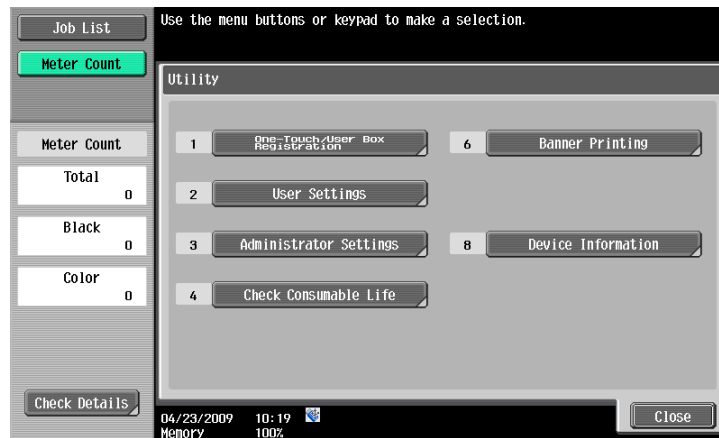 Job List
Meter Count
Use the menu buttons or keypad to make a selection.
Utility
Meter Count
Total
0
Black
0
Color
0
Check Details
1 One-Touch/User Box
Registration
2 User Settings
3 Administrator Settings
4 Check Consumable Life
6 Banner Printing
8 Device Information
04/23/2009 10:19
Memory 100%
Close